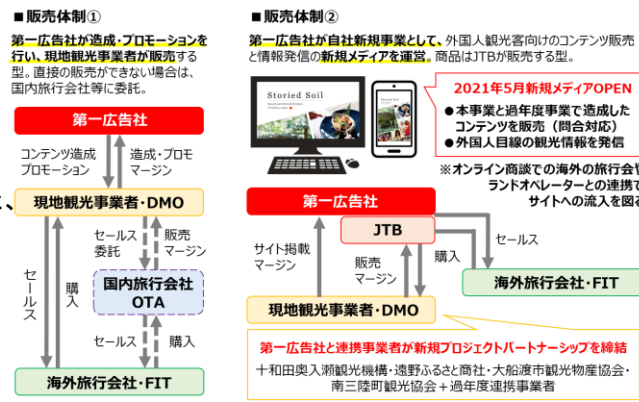 ■販売体制①
第一広告社が造成・プロモーションを
行い、現地観光事業者が販売する
型。直接の販売ができない場合は、
国内旅行会社等に委託。
第一広告社
コンテンツ造成
プロモーション
造成・プロモ
マージン
現地観光事業者・DMO
セールス
委託
販売
マージン
セールス
購入
国内旅行会社
OTA
セールス
購入
海外旅行会社・FIT
■販売体制②
第一広告社が自社新規事業として、外国人観光客向けのコンテンツ販売
と情報発信の新規メディアを運営。商品はJTBが販売する型。
Storied Soil
2021年5月新規メディアOPEN
●本事業と過年度事業で造成した
コンテンツを販売（問合対応）
●外国人目線の観光情報を発信
※オンライン商談での海外の旅行会
ランドオペレーターとの連携で
サイトへの流入を図る
第一広告社
JTB
セールス
サイト掲載
マージン
販売
マージン
購入
海外旅行会社・FIT
現地観光事業者・DMO
第一広告社と連携事業者が新規プロジェクトパートナーシップを締結
十和田奥入瀬観光機構・遠野ふるさと商社・大船渡市観光物産協会・
南三陸町観光協会＋過年度連携事業者